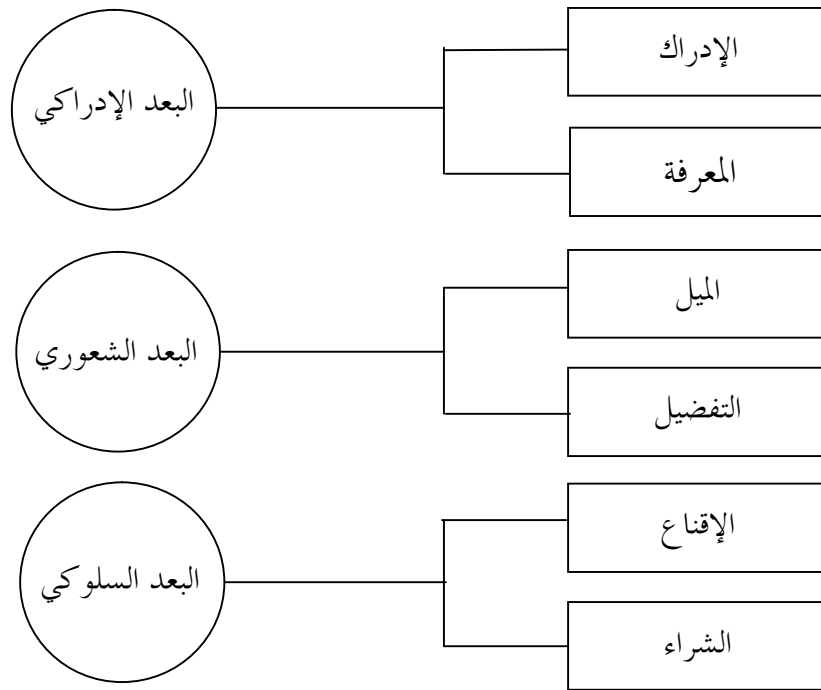 الإدراك
البعد الإدراكي
المعرفة
الميل
البعد الشعوري
التفضيل
الإقناع
البعد السلوكي
الشراء